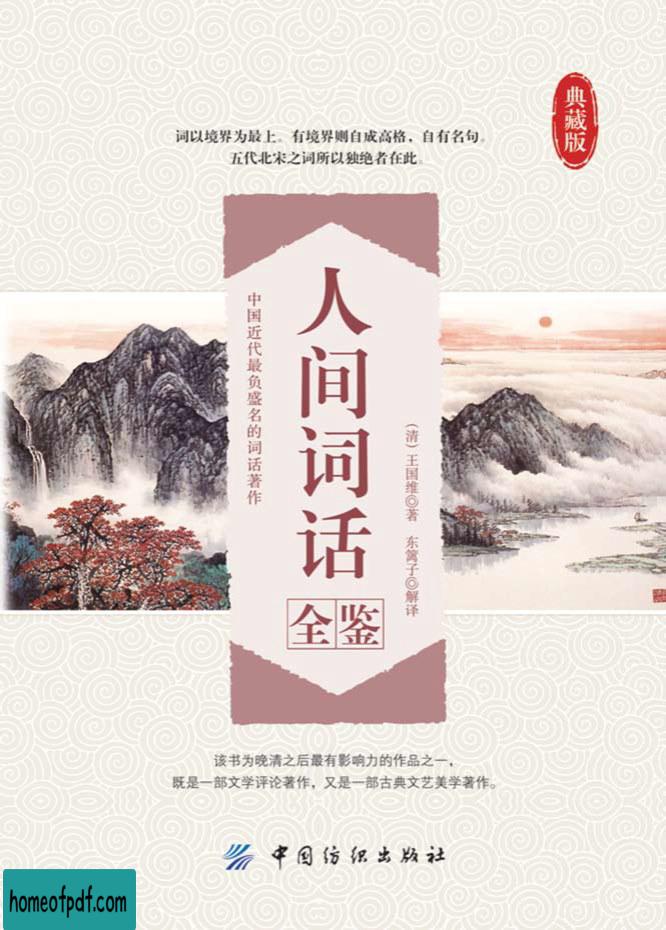 典藏版
词以境界为最上。有境界则自成高格，自有名句。
五代北宋之词所以独绝者在此。
人间词话
全鉴
中国近代最负盛名的词话著作
（清）王国维◎著
东篱子◎解译
该书为晚清之后最有影响力的作品之一，
既是一部文学评论著作，又是一部古典文艺美学著作。
中国纺织出版社
homeofpdf.com